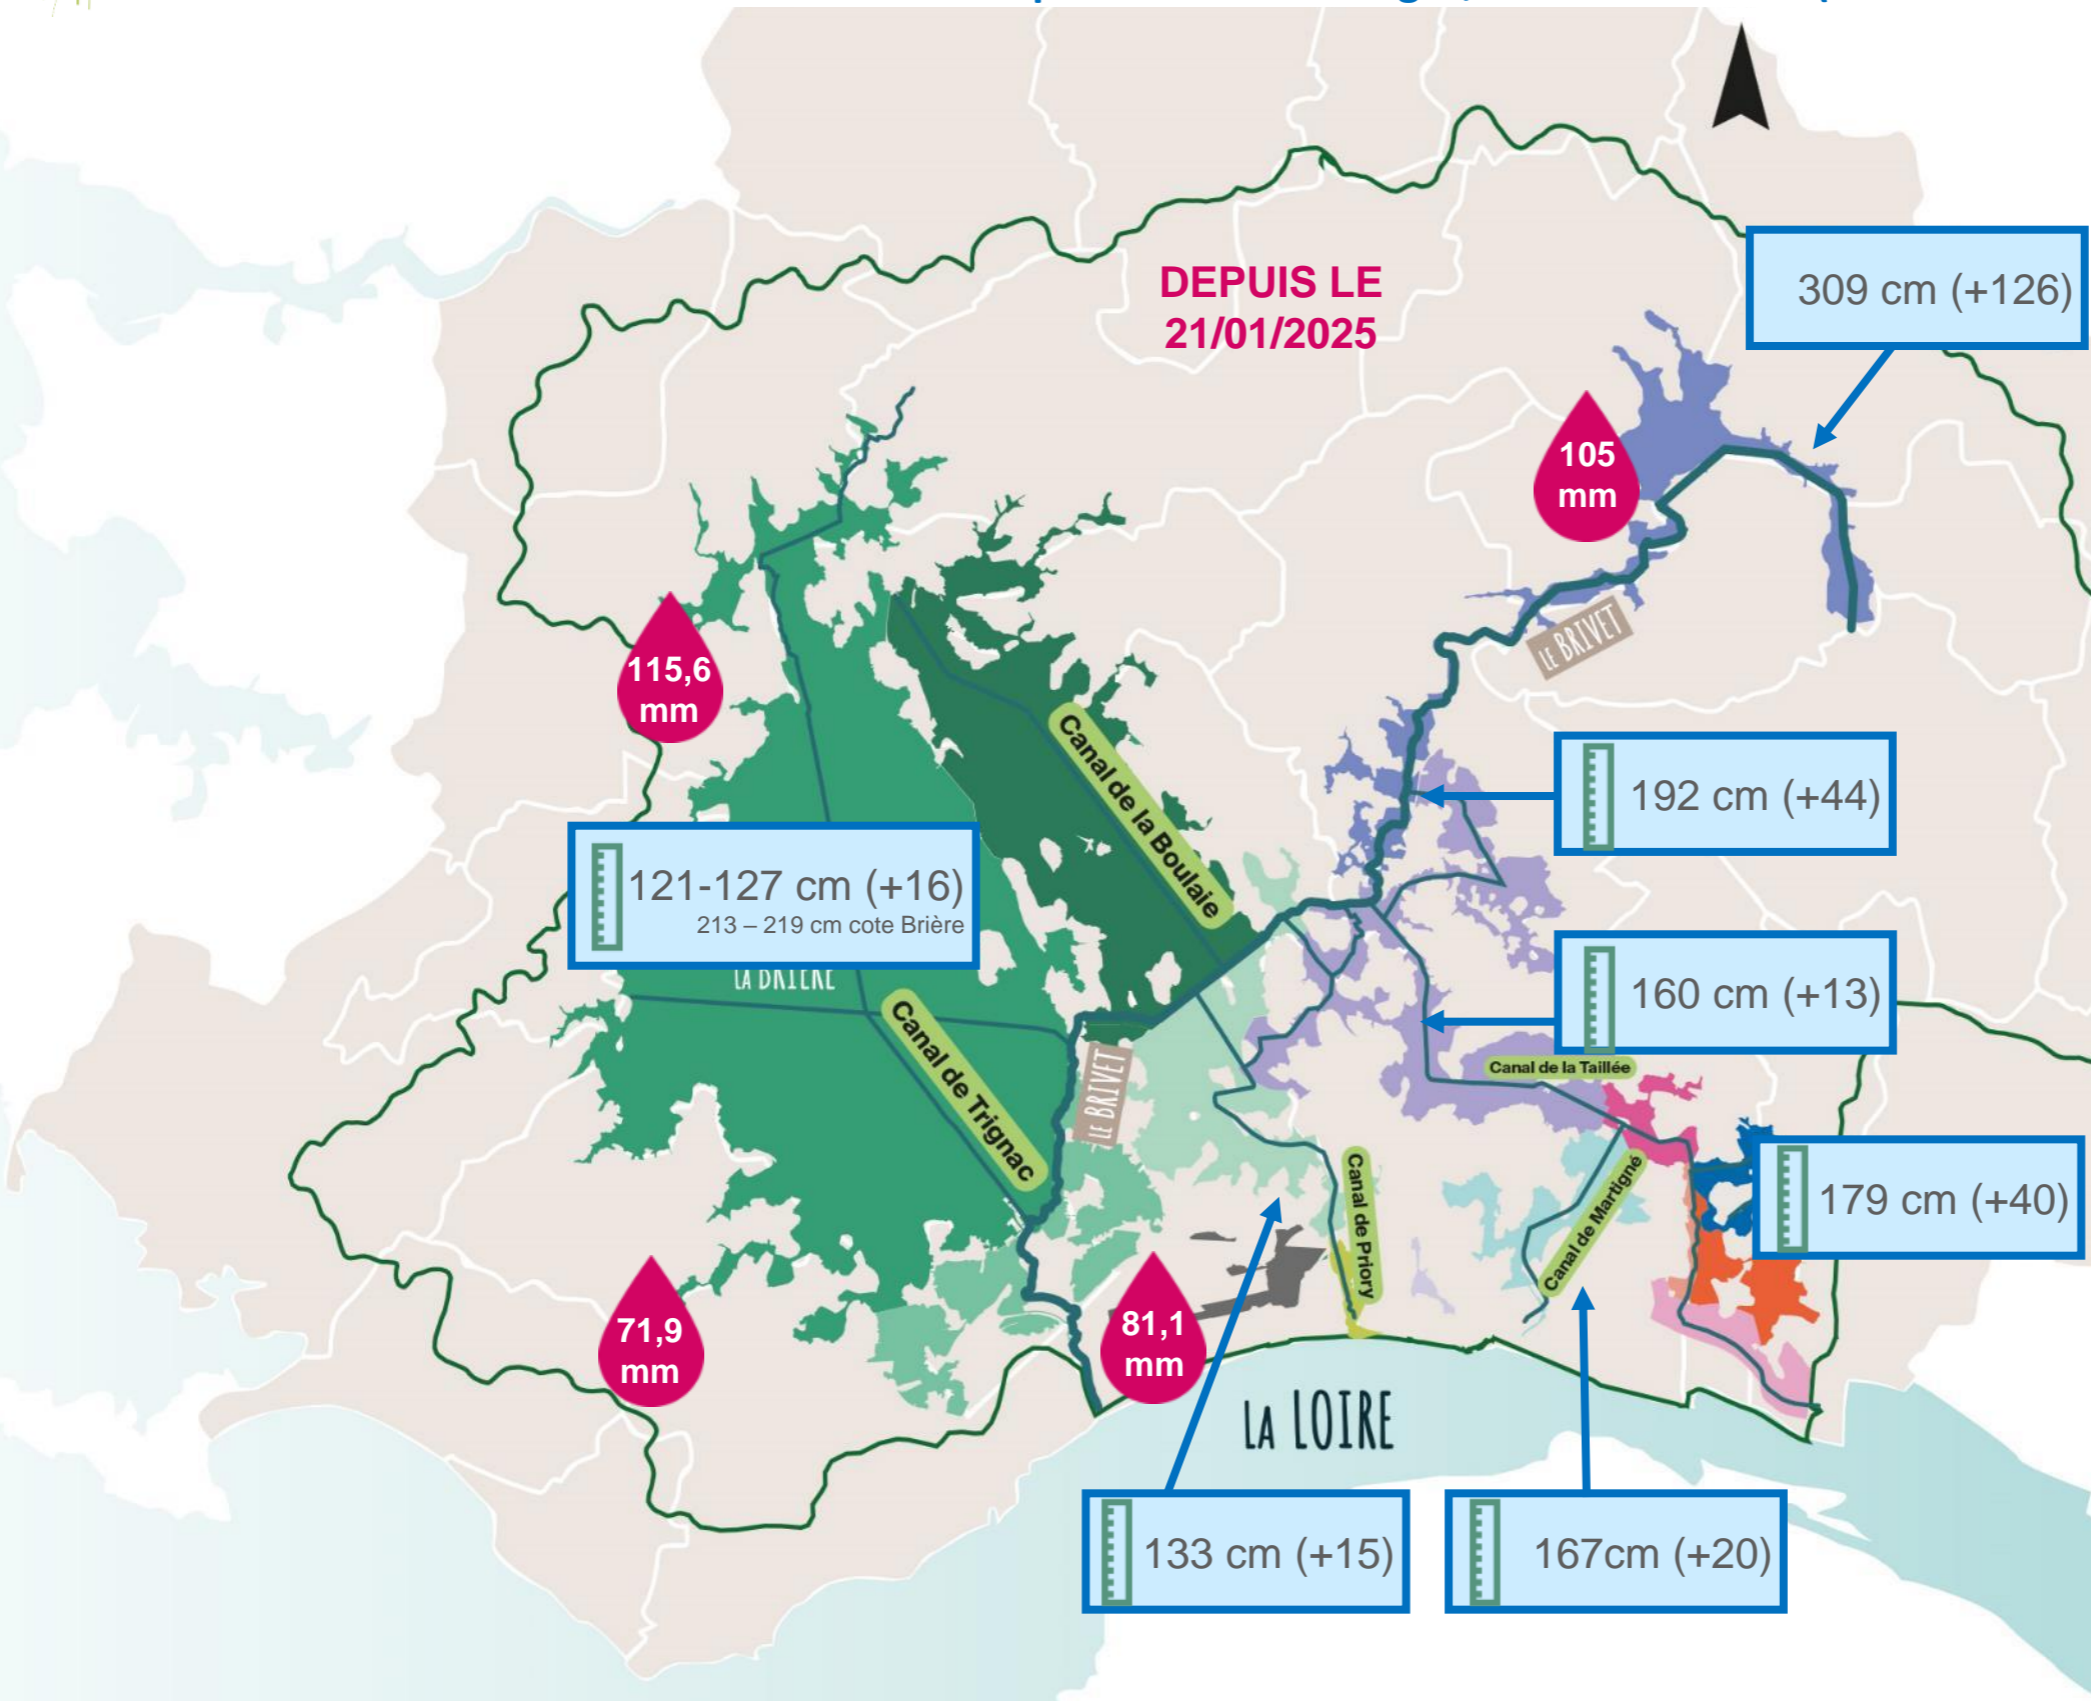 DEPUIS LE
21/01/2025
309 cm (+126)
105
mm
LE BRIVET
115,6
mm
Canal de la Boulaie
192 cm (+44)
121-127 cm (+16)
213 – 219 cm cote Brière
LA BRIÈRE
160 cm (+13)
Canal de Trignac
LE BRIVET
Canal de la Taillée
Canal de Priory
Canal de Martigné
179 cm (+40)
71,9
mm
81,1
mm
LA LOIRE
133 cm (+15)
167cm (+20)